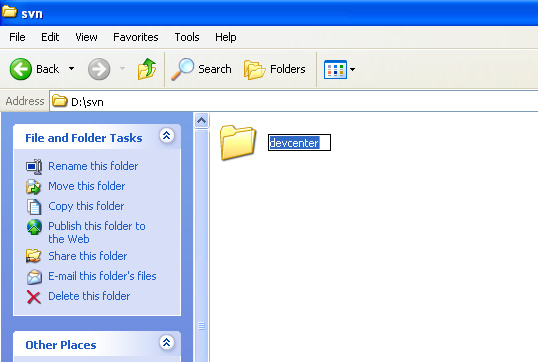 svn
File Edit View Favorites Tools Help
Back Search Folders
Address D:\svn
File and Folder Tasks
devcenter
Rename this folder
Move this folder
Copy this folder
Publish this folder to
the Web
Share this folder
E-mail this folder's files
Delete this folder
Other Places